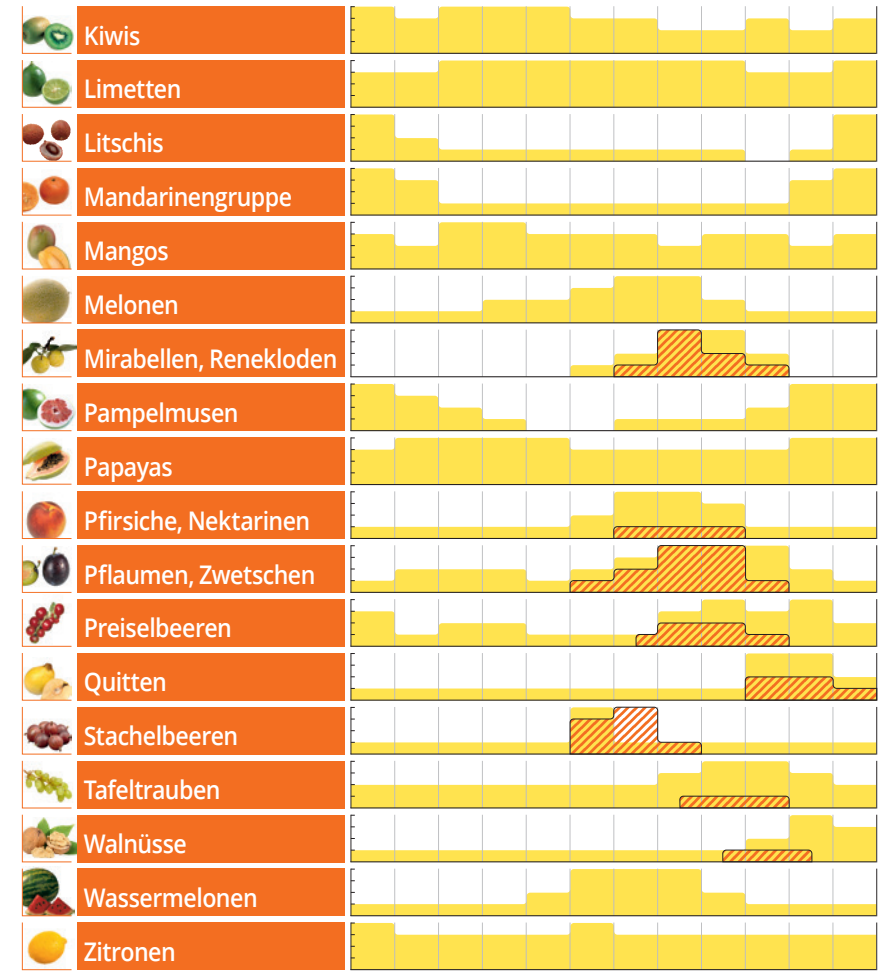 Kiwis
Limetten
Litschis
Mandarinengruppe
Mangos
Melonen
Mirabellen, Renekloden
Pampelmusen
Papayas
Pfirsiche, Nektarinen
Pflaumen, Zwetschen
Preiselbeeren
Quitten
Stachelbeeren
Tafeltrauben
Walnüsse
Wassermelonen
Zitronen